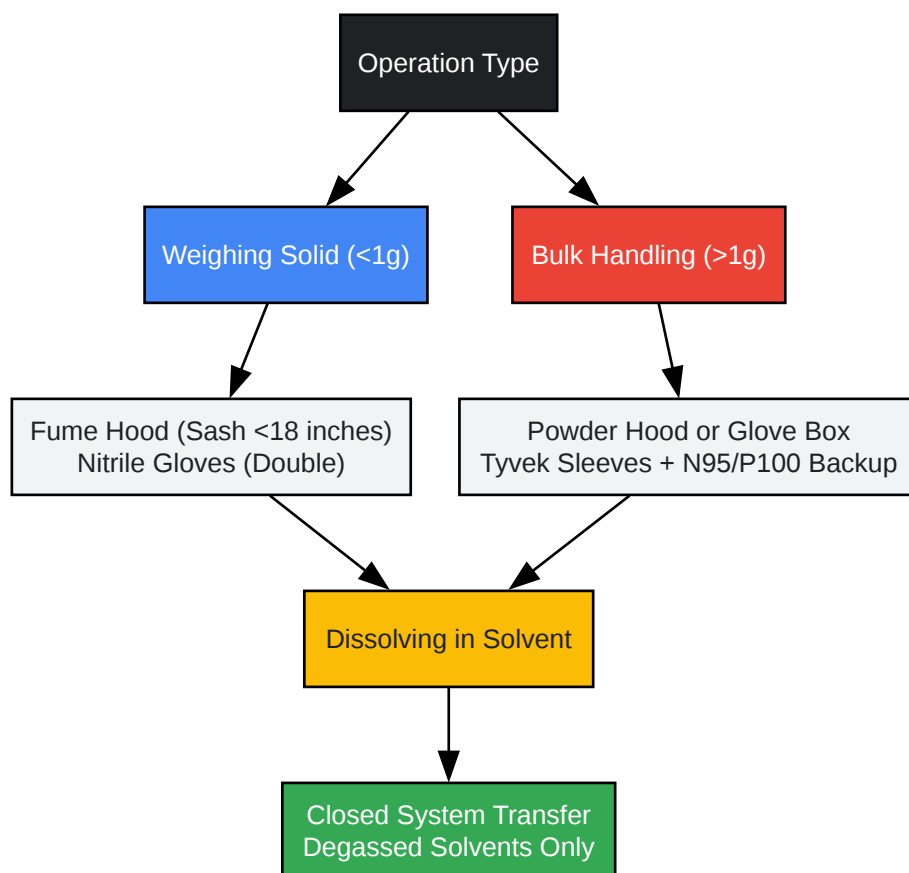 Operation Type
Weighing Solid (<1g)
Bulk Handling (>1g)
Fume Hood (Sash <18 inches)
Nitrile Gloves (Double)
Powder Hood or Glove Box
Tyvek Sleeves + N95/P100 Backup
Dissolving in Solvent
Closed System Transfer
Degassed Solvents Only